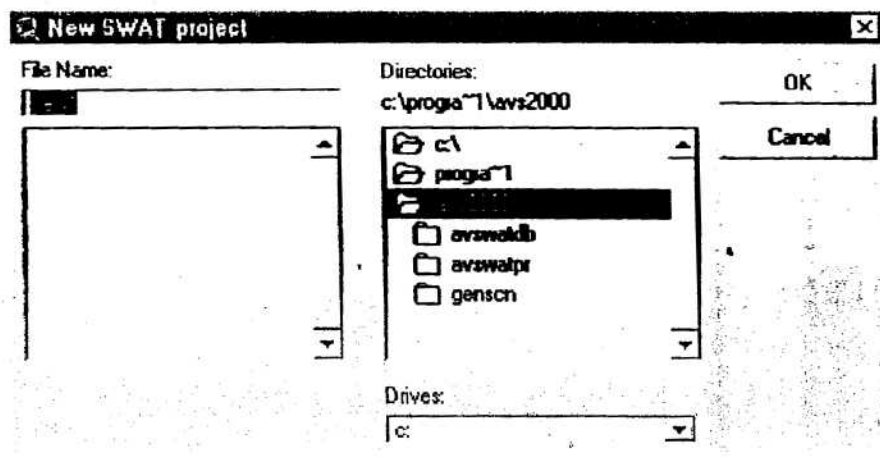 New SWAT project
File Name:
Directories:
c:\progra~1\avs2000
OK
Cancel
c:\
progra~1
avswatdb
avswatpr
genscn
Drives:
c: